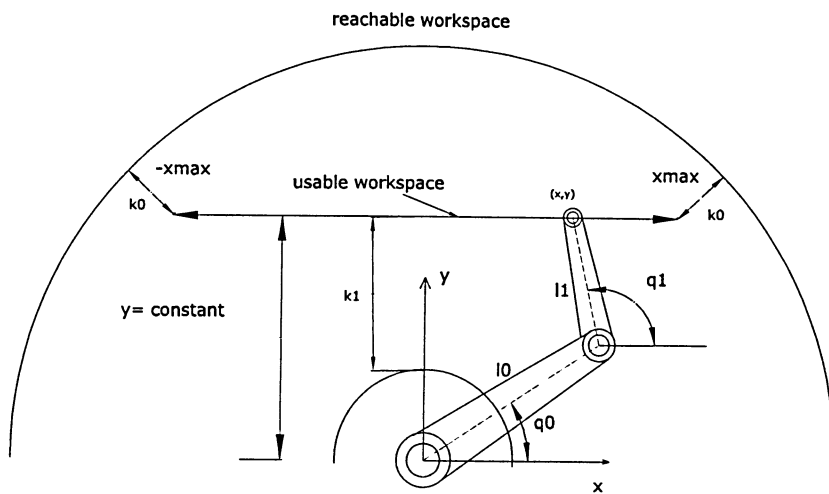 reachable workspace
-xmax
xmax
usable workspace
(x,y)
k0
k0
y
k1
l1
q1
y= constant
l0
q0
x